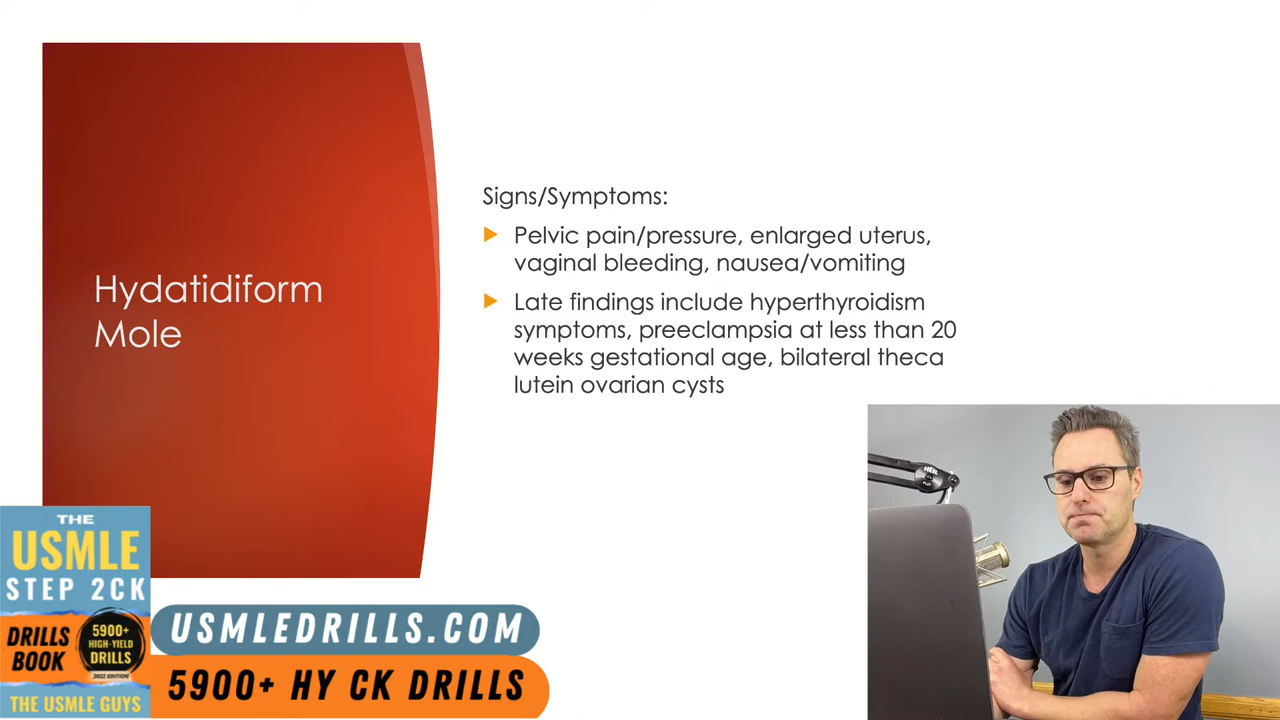 Hydatidiform
Mole
Signs/Symptoms:
Pelvic pain/pressure, enlarged uterus,
vaginal bleeding, nausea/vomiting
Late findings include hyperthyroidism
symptoms, preeclampsia at less than 20
weeks gestational age, bilateral theca
lutein ovarian cysts
THE
USMLE
STEP 2CK
DRILLS
BOOK
5900+
HIGH-YIELD
DRILLS
2022 EDITION
THE USMLE GUYS
USMLEDRILLS.COM
5900+ HY CK DRILLS